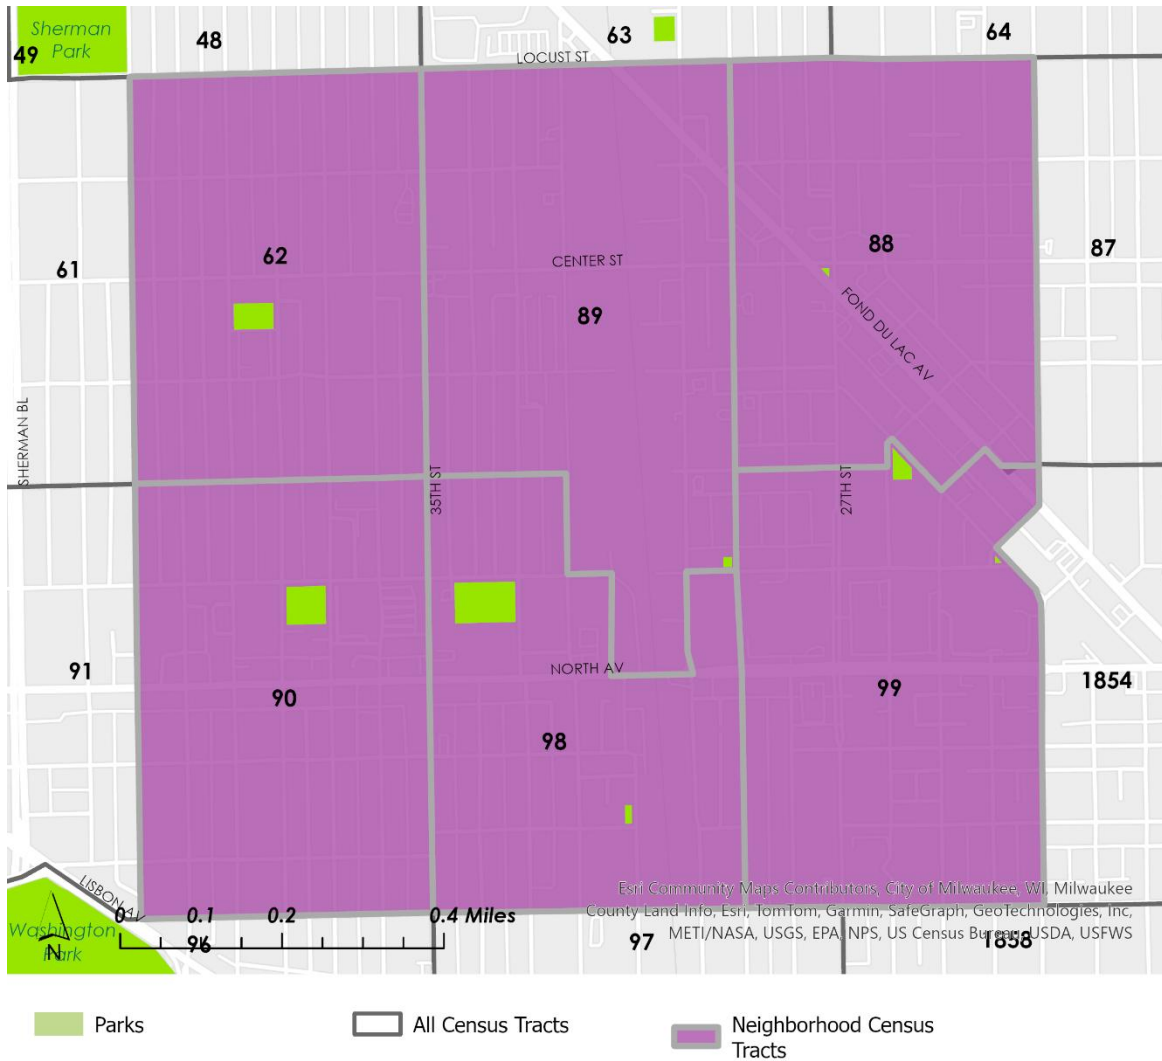 Sherman
Park
49
48
63
64
LOCUST ST
61
62
CENTER ST
89
88
87
FOND DU LAC AV
SHERMAN BL
35TH ST
27TH ST
91
90
NORTH AV
98
99
1854
LISBON AV
Washington
Park
N
0
0.1
0.2
0.4 Miles
96
97
1858
Esri Community Maps Contributors, City of Milwaukee, WI, Milwaukee
County Land Info, Esri, TomTom, Garmin, SafeGraph, GeoTechnologies, Inc,
METI/NASA, USGS, EPA, NPS, US Census Bureau, USDA, USFWS
Parks
All Census Tracts
Neighborhood Census
Tracts